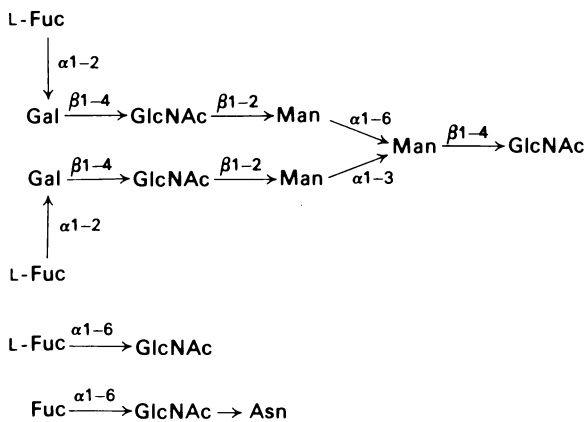 L-Fuc
α1-2
β1-4 β1-2
Gal GlcNAc Man α1-6
β1-4
Man GlcNAc
β1-4 β1-2
Gal GlcNAc Man α1-3
α1-2
L-Fuc
α1-6
L-Fuc GlcNAc
α1-6
Fuc GlcNAc Asn